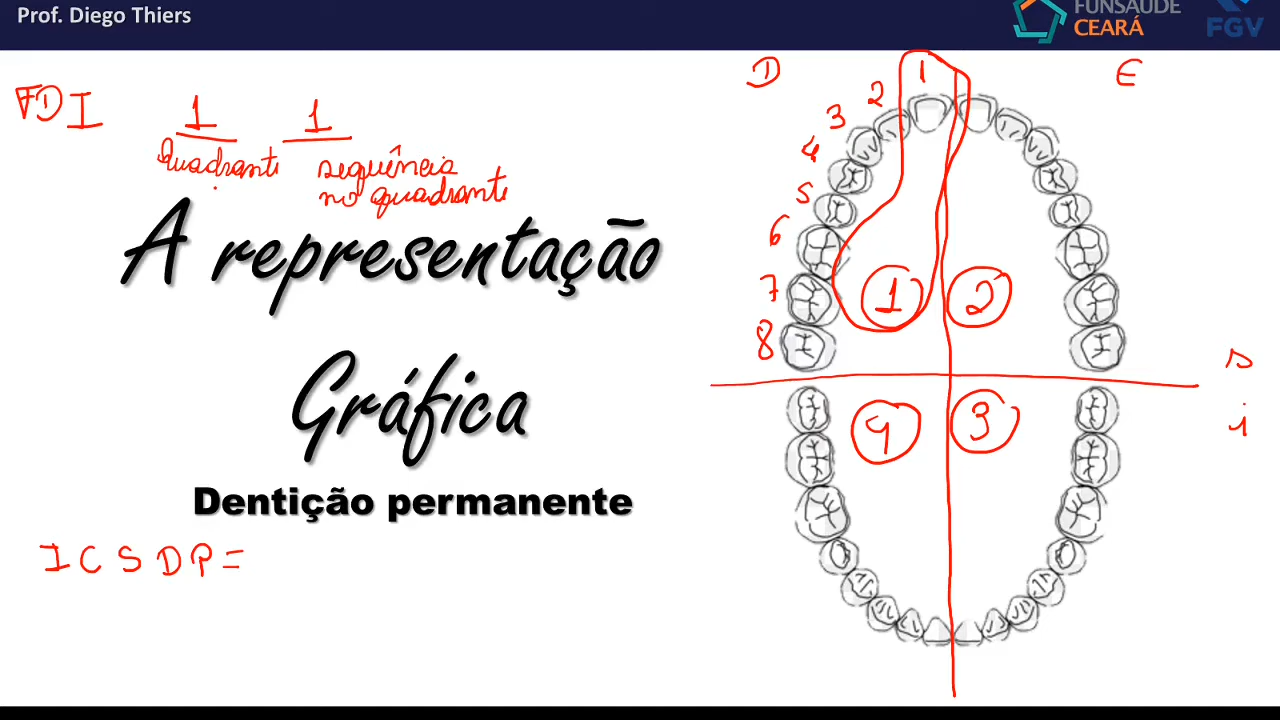 Prof. Diego Thiers
FUNSAÚDE
CEARÁ
FGV
FDI 1 1
Quadrante sequência
no quadrante
A representação
Gráfica
Dentição permanente
I C S D P =
D E
1
2
3
4
5
6
7
8
1 2
4 3
S
i